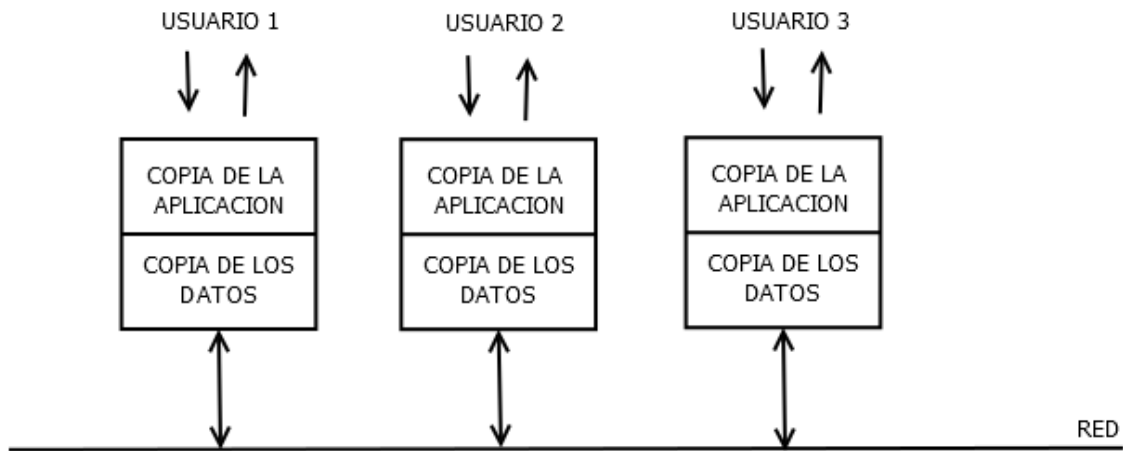 USUARIO 1
USUARIO 2
USUARIO 3
COPIA DE LA
APLICACION
COPIA DE LOS
DATOS
COPIA DE LA
APLICACION
COPIA DE LOS
DATOS
COPIA DE LA
APLICACION
COPIA DE LOS
DATOS
RED